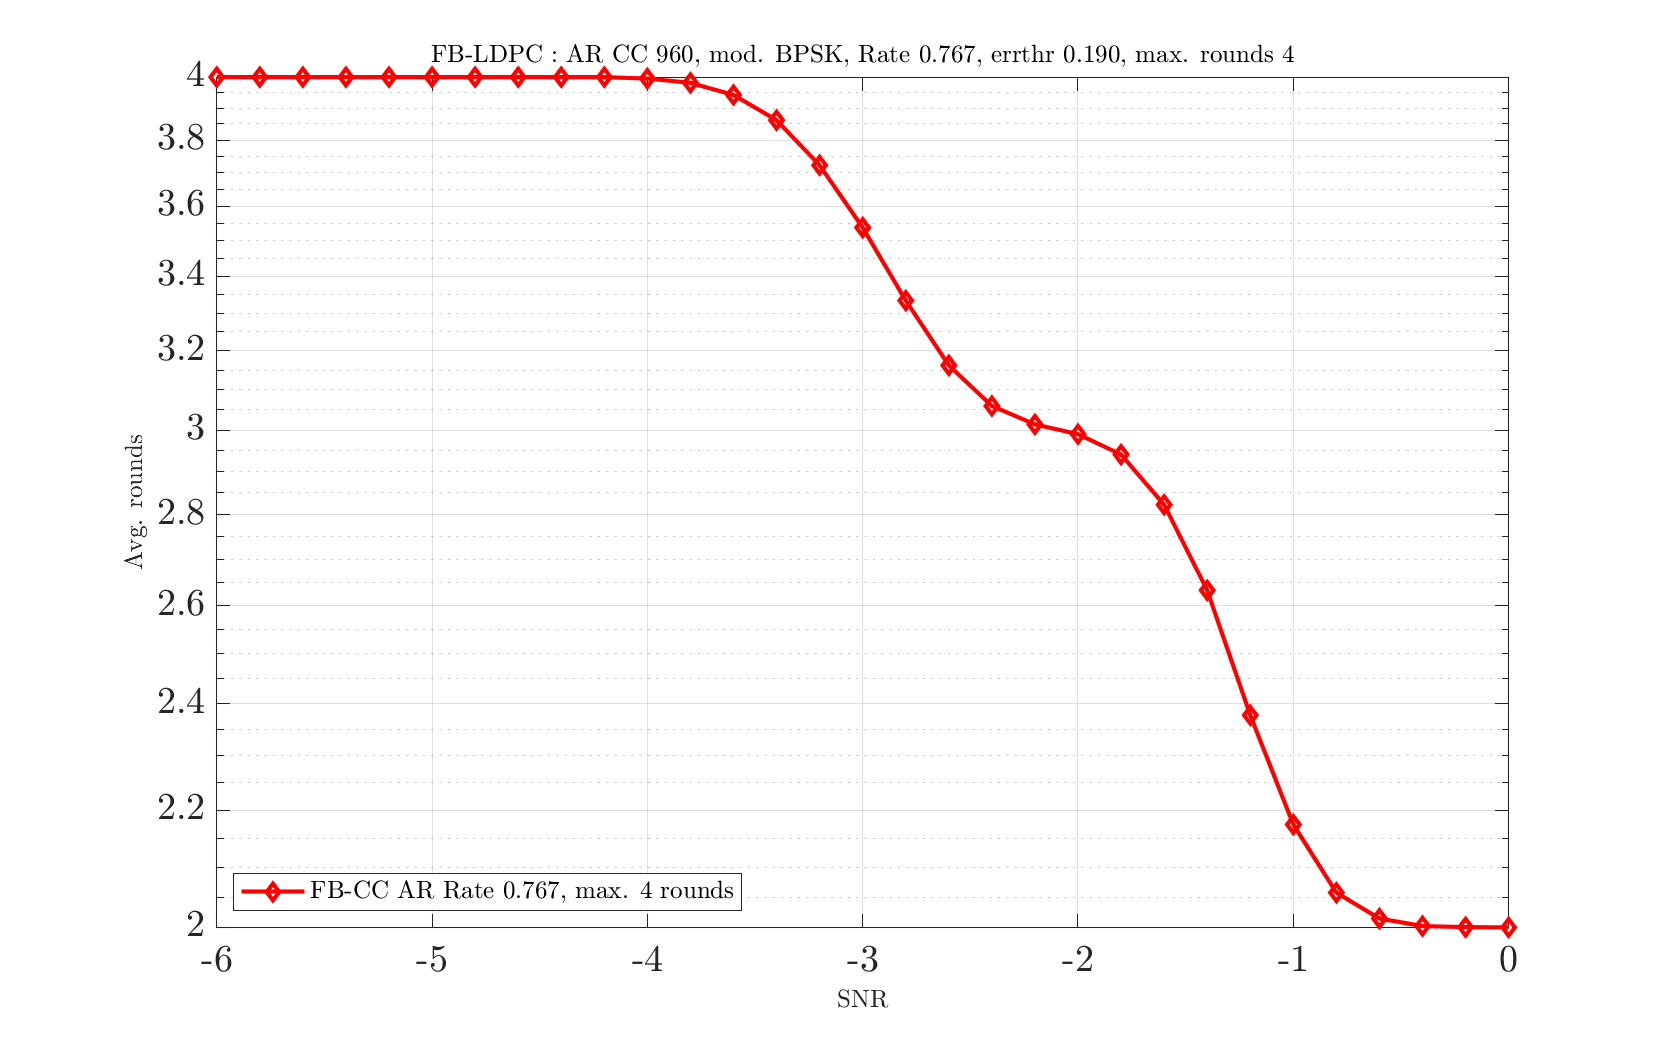 FB-LDPC : AR CC 960, mod. BPSK, Rate 0.767, errthr 0.190, max. rounds 4
4
3.8
3.6
3.4
3.2
3
2.8
2.6
2.4
2.2
2
Avg. rounds
FB-CC AR Rate 0.767, max. 4 rounds
-6 -5 -4 -3 -2 -1 0
SNR